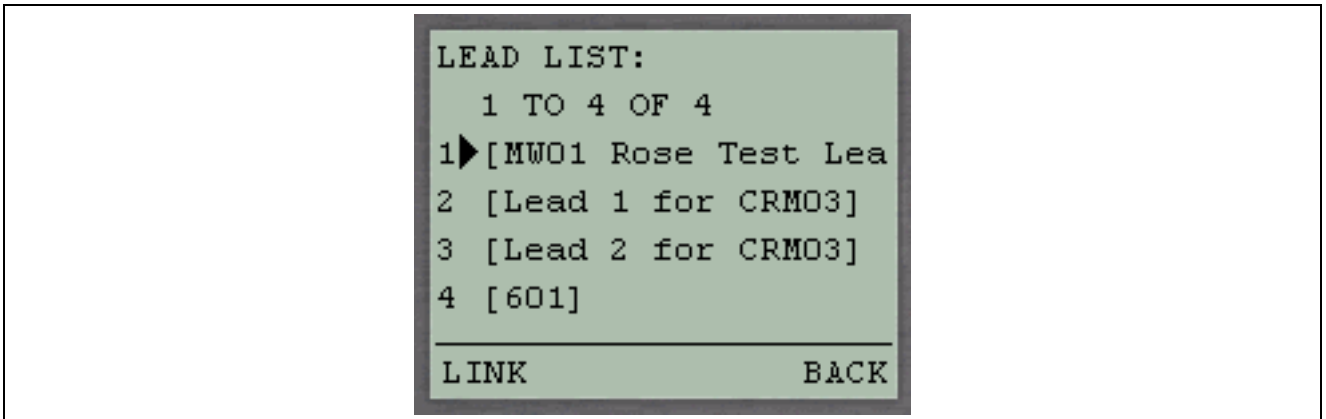 LEAD LIST:
1 TO 4 OF 4
1 [MW01 Rose Test Lea
2 [Lead 1 for CRM03]
3 [Lead 2 for CRM03]
4 [601]
LINK BACK